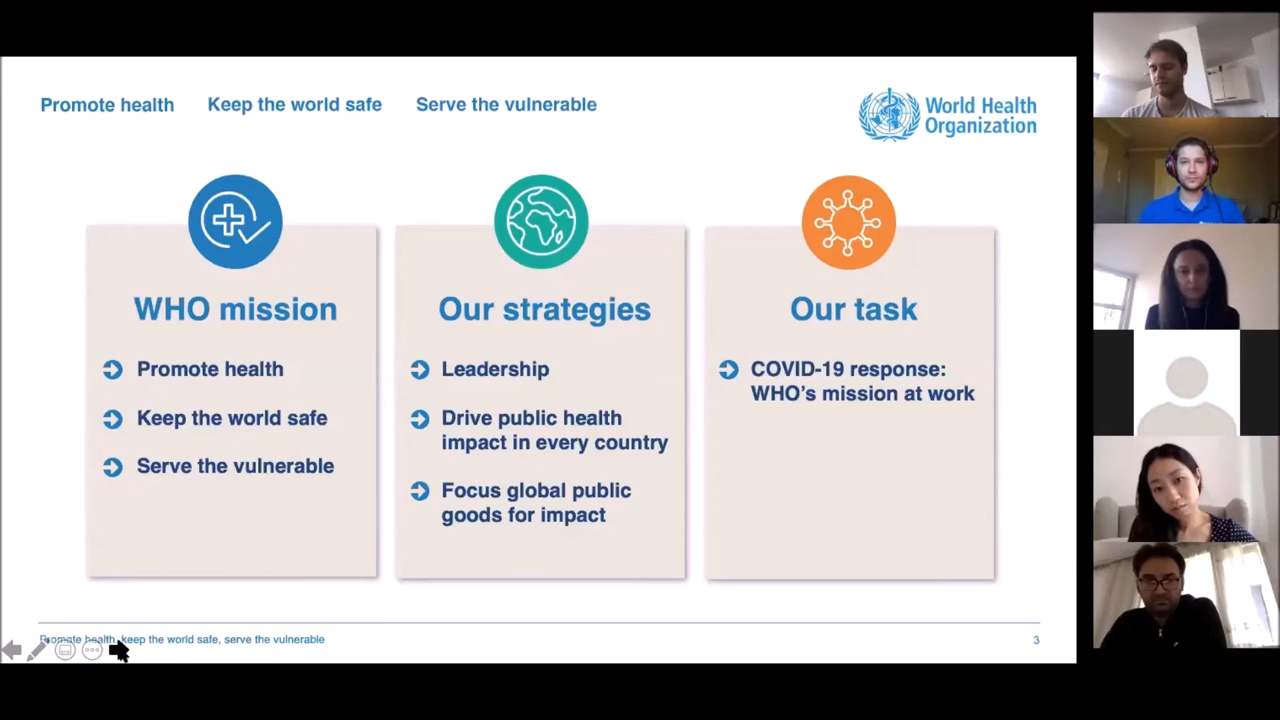 Promote health Keep the world safe Serve the vulnerable
World Health
Organization
WHO mission
Promote health
Keep the world safe
Serve the vulnerable
Our strategies
Leadership
Drive public health
impact in every country
Focus global public
goods for impact
Our task
COVID-19 response:
WHO’s mission at work
Promote health, keep the world safe, serve the vulnerable
3